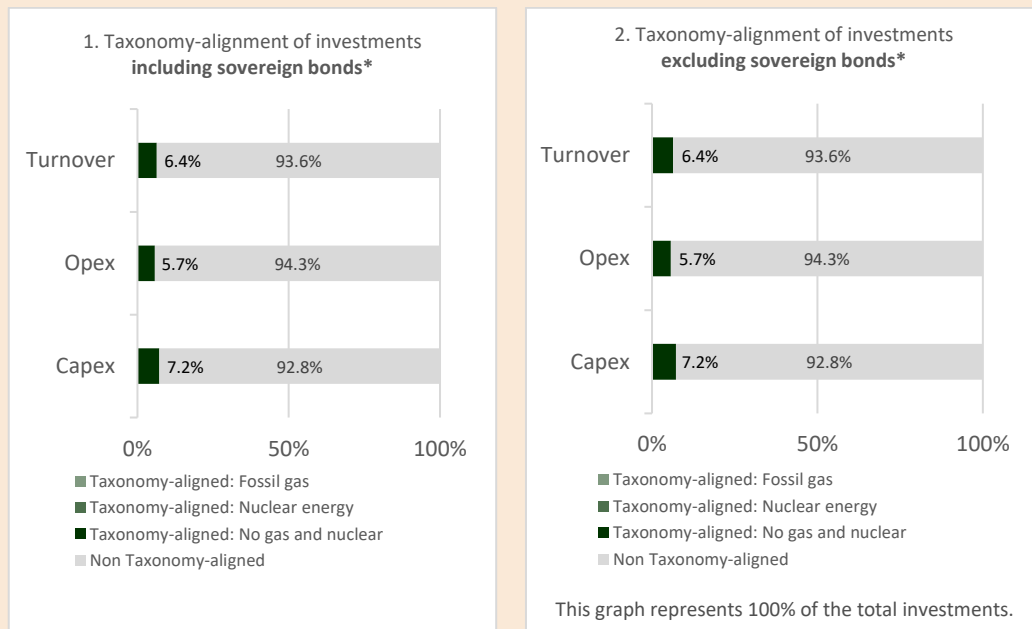 1. Taxonomy-alignment of investments
including sovereign bonds*
Turnover
6.4%
93.6%
Opex
5.7%
94.3%
Capex
7.2%
92.8%
0%
50%
100%
Taxonomy-aligned: Fossil gas
Taxonomy-aligned: Nuclear energy
Taxonomy-aligned: No gas and nuclear
Non Taxonomy-aligned
2. Taxonomy-alignment of investments
excluding sovereign bonds*
Turnover
6.4%
93.6%
Opex
5.7%
94.3%
Capex
7.2%
92.8%
0%
50%
100%
Taxonomy-aligned: Fossil gas
Taxonomy-aligned: Nuclear energy
Taxonomy-aligned: No gas and nuclear
Non Taxonomy-aligned
This graph represents 100% of the total investments.